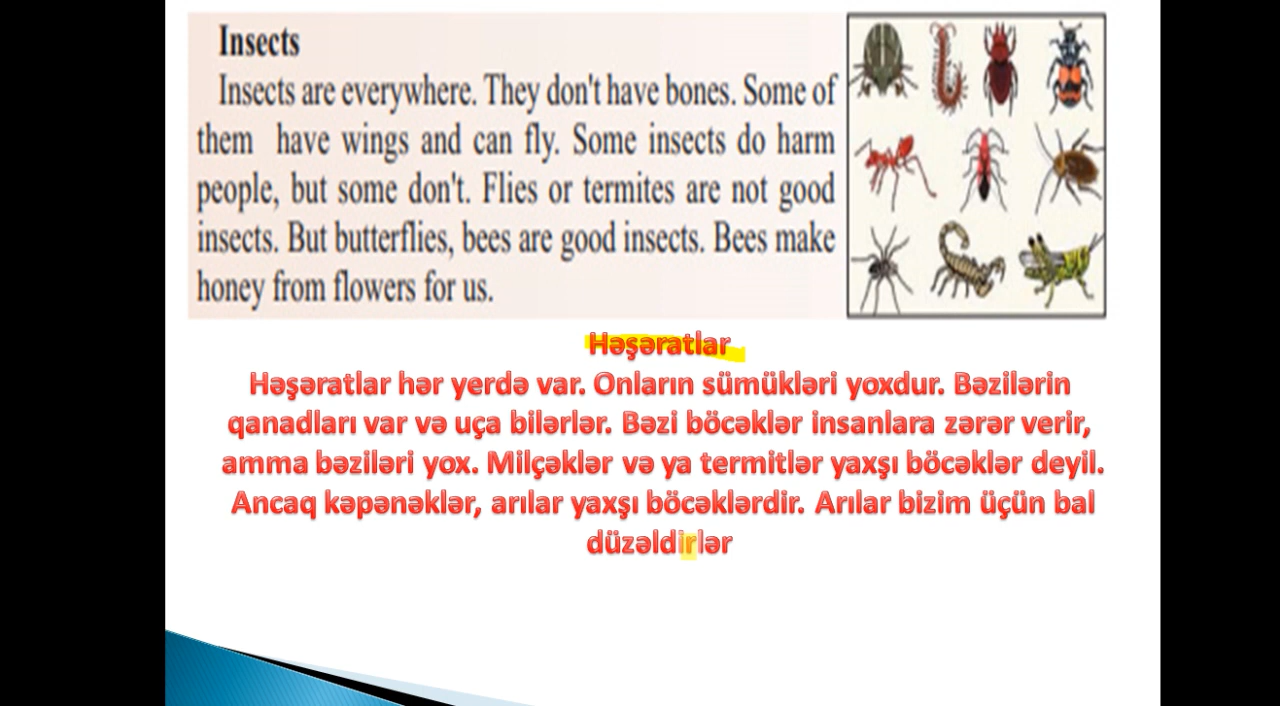 Insects
Insects are everywhere. They don't have bones. Some of
them have wings and can fly. Some insects do harm
people, but some don't. Flies or termites are not good
insects. But butterflies, bees are good insects. Bees make
honey from flowers for us.
Həşəratlar
Həşəratlar hər yerdə var. Onların sümükləri yoxdur. Bəzilərin
qanadları var və uça bilərlər. Bəzi böcəklər insanlara zərər verir,
amma bəziləri yox. Milçəklər və ya termitlər yaxşı böcəklər deyil.
Ancaq kəpənəklər, arılar yaxşı böcəklərdir. Arılar bizim üçün bal
düzəldirlər